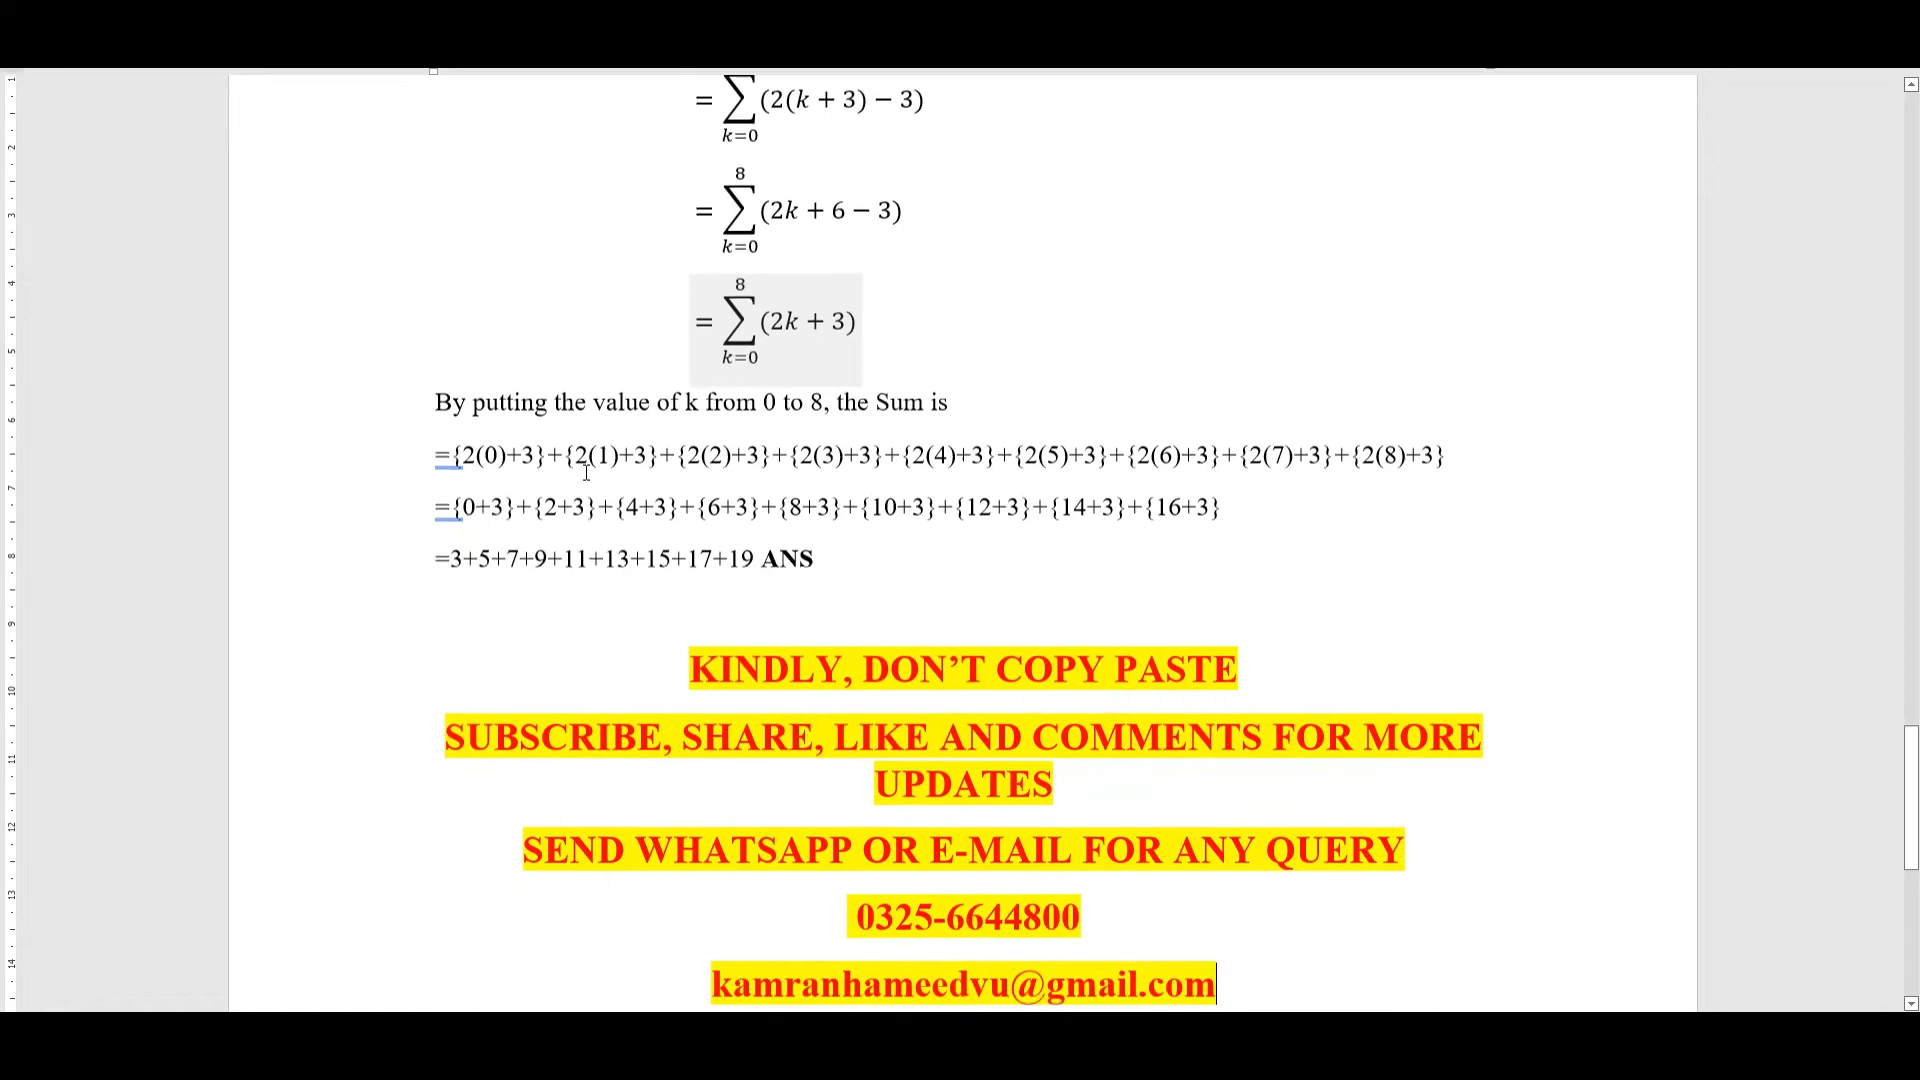 = ∑ (2(k + 3) − 3)
k=0
8
= ∑ (2k + 6 − 3)
k=0
8
= ∑ (2k + 3)
k=0
By putting the value of k from 0 to 8, the Sum is
={2(0)+3}+{2(1)+3}+{2(2)+3}+{2(3)+3}+{2(4)+3}+{2(5)+3}+{2(6)+3}+{2(7)+3}+{2(8)+3}
={0+3}+{2+3}+{4+3}+{6+3}+{8+3}+{10+3}+{12+3}+{14+3}+{16+3}
=3+5+7+9+11+13+15+17+19 ANS
KINDLY, DON’T COPY PASTE
SUBSCRIBE, SHARE, LIKE AND COMMENTS FOR MORE
UPDATES
SEND WHATSAPP OR E-MAIL FOR ANY QUERY
0325-6644800
kamranhameedvu@gmail.com